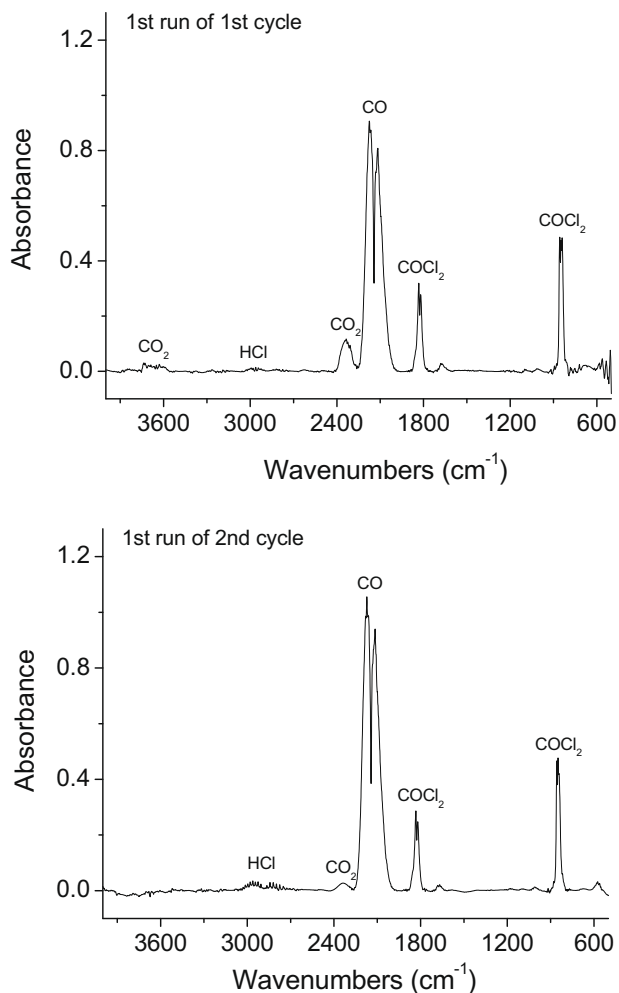 1st run of 1st cycle
1.2
0.8
0.4
0.0
Absorbance
CO
COCl₂
COCl₂
CO₂
CO₂
HCl
3600 3000 2400 1800 1200 600
Wavenumbers (cm⁻¹)
1st run of 2nd cycle
1.2
0.8
0.4
0.0
Absorbance
CO
COCl₂
COCl₂
HCl
CO₂
3600 3000 2400 1800 1200 600
Wavenumbers (cm⁻¹)